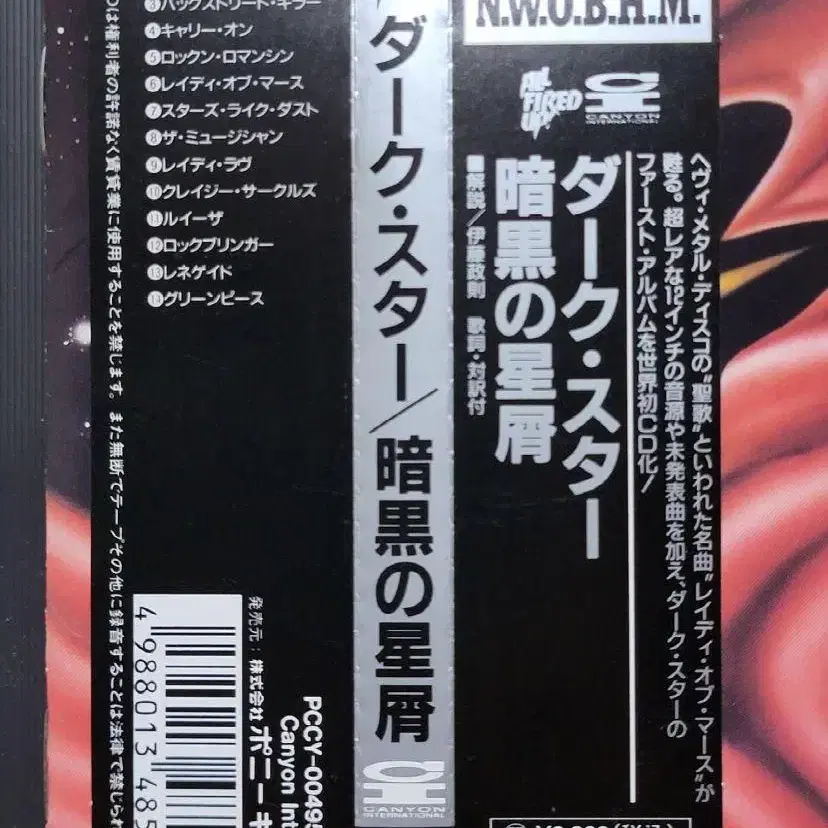 N.W.O.B.H.M.
ALL FIRED UP!
CANYON
INTERNATIONAL
ヘヴィ・メタル・ディスコの“聖歌”といわれた名曲“レイディ・オブ・マース”が
甦る。超レアな12インチの音源や未発表曲を加え、ダーク・スターの
ファースト・アルバムを世界初CD化!
ダーク・スター
暗黒の星屑
■解説/伊藤政則 歌詞・対訳付
ダーク・スター/暗黒の星屑
CANYON
INTERNATIONAL
③バックストリート・キラー
④キャリー・オン
⑤ロックン・ロマンシン
⑥レイディ・オブ・マース
⑦スターズ・ライク・ダスト
⑧ザ・ミュージシャン
⑨レイディ・ラヴ
⑩クレイジー・サークルズ
⑪ルイーザ
⑫ロックブリンガー
⑬レネゲイド
⑭グリーンピース
は権利者の許諾なく賃貸業に使用することを禁じます。また無断でテープその他に録音することは法律で禁じられ
発売元:株式会社ポニーキ
PCCY-0049
Canyon Int
4 988013 485